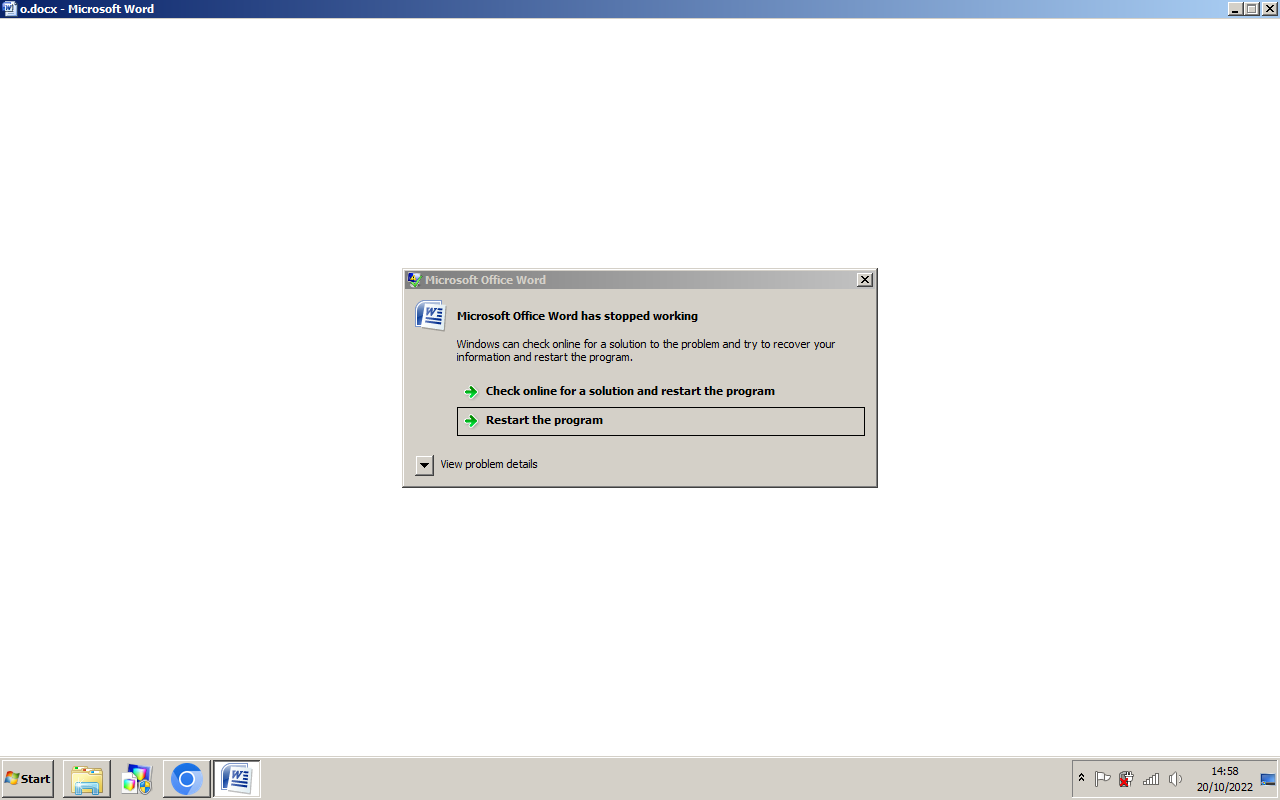 o.docx - Microsoft Word
Microsoft Office Word
Microsoft Office Word has stopped working
Windows can check online for a solution to the problem and try to recover your
information and restart the program.
Check online for a solution and restart the program
Restart the program
View problem details
Start
14:58
20/10/2022